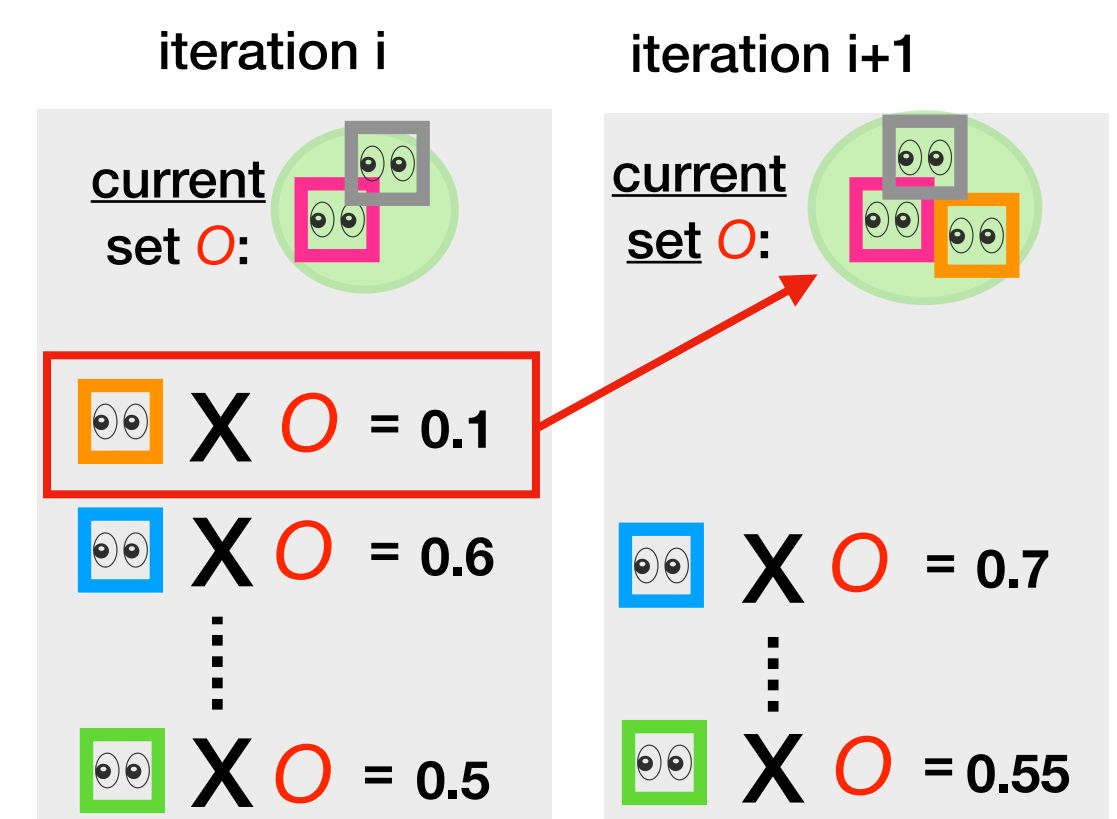 iteration i
current
set O:
X O = 0.1
X O = 0.6
X O = 0.5
iteration i+1
current
set O:
X O = 0.7
X O = 0.55